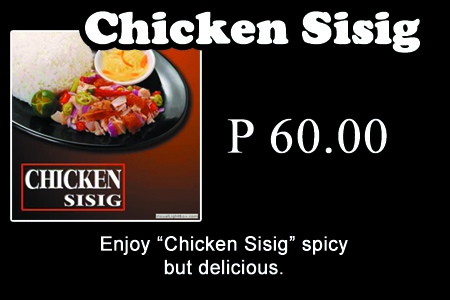 Chicken Sisig
P 60.00
CHICKEN
SISIG
Enjoy “Chicken Sisig” spicy
but delicious.